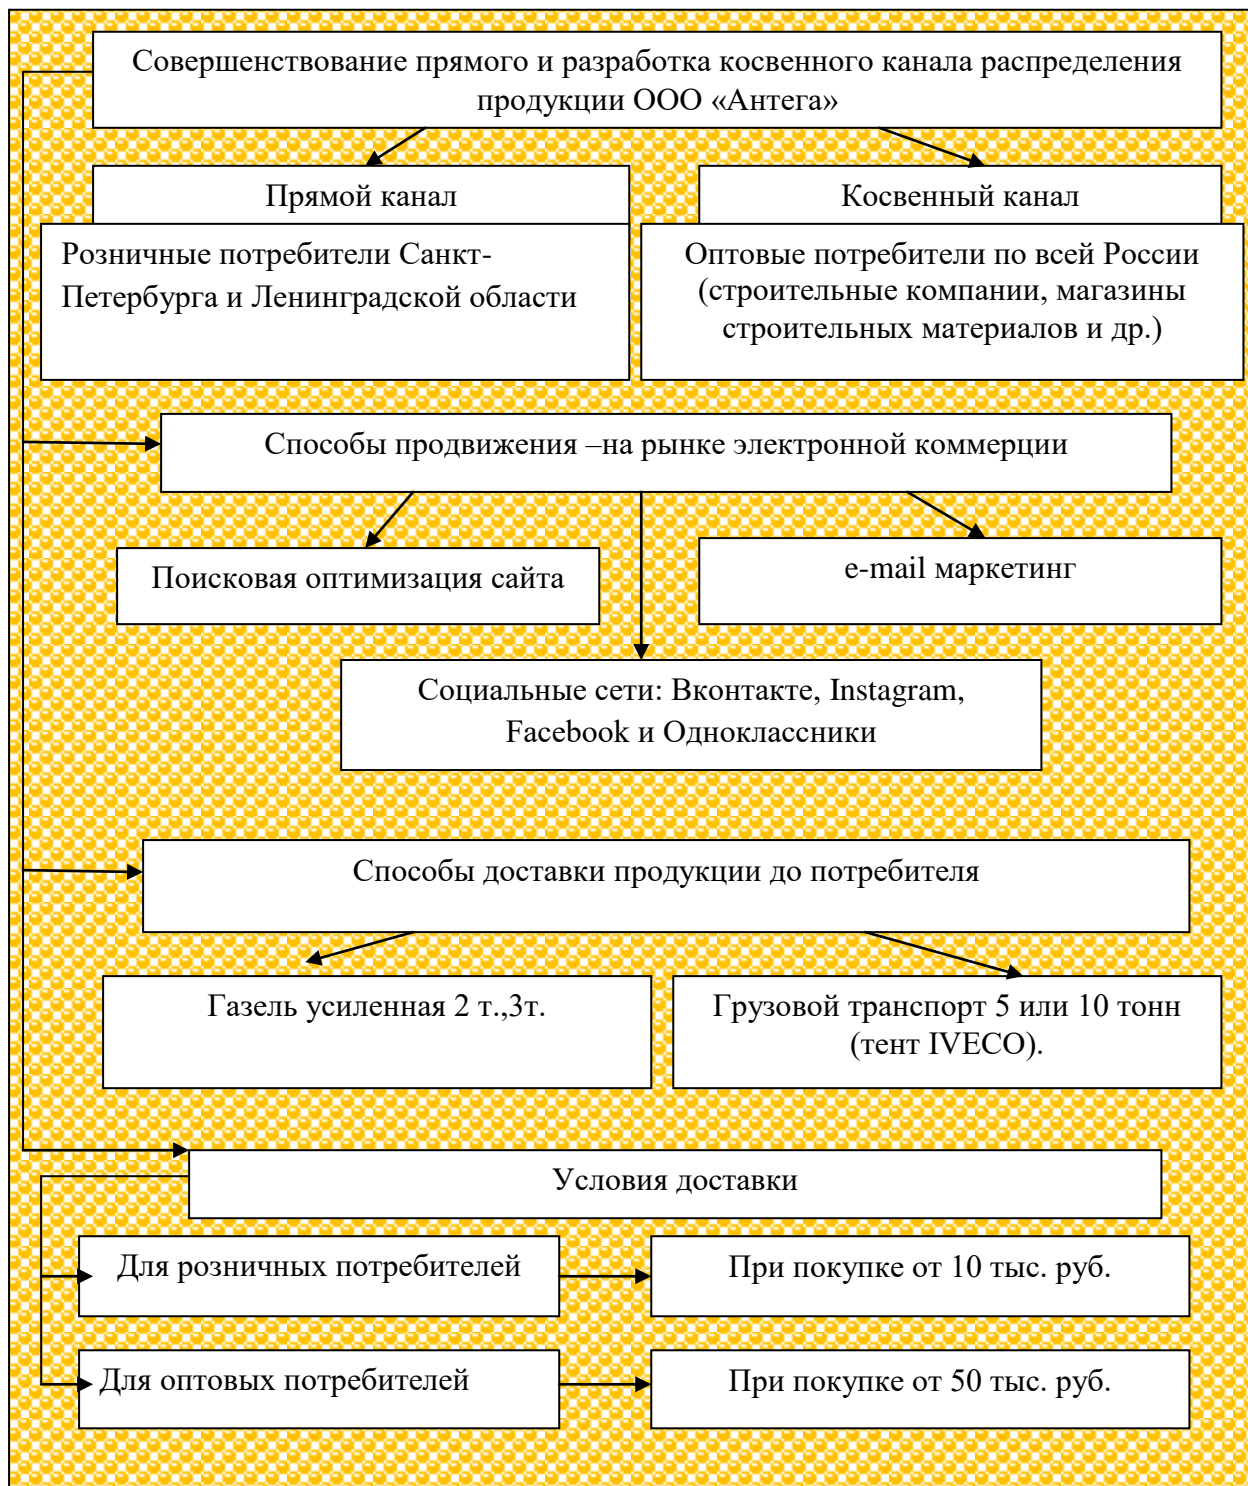 Совершенствование прямого и разработка косвенного канала распределения
продукции ООО «Антега»
Прямой канал
Косвенный канал
Розничные потребители Санкт-
Петербурга и Ленинградской области
Оптовые потребители по всей России
(строительные компании, магазины
строительных материалов и др.)
Способы продвижения –на рынке электронной коммерции
Поисковая оптимизация сайта
e-mail маркетинг
Социальные сети: Вконтакте, Instagram,
Facebook и Одноклассники
Способы доставки продукции до потребителя
Газель усиленная 2 т.,3т.
Грузовой транспорт 5 или 10 тонн
(тент IVECO).
Условия доставки
Для розничных потребителей
При покупке от 10 тыс. руб.
Для оптовых потребителей
При покупке от 50 тыс. руб.